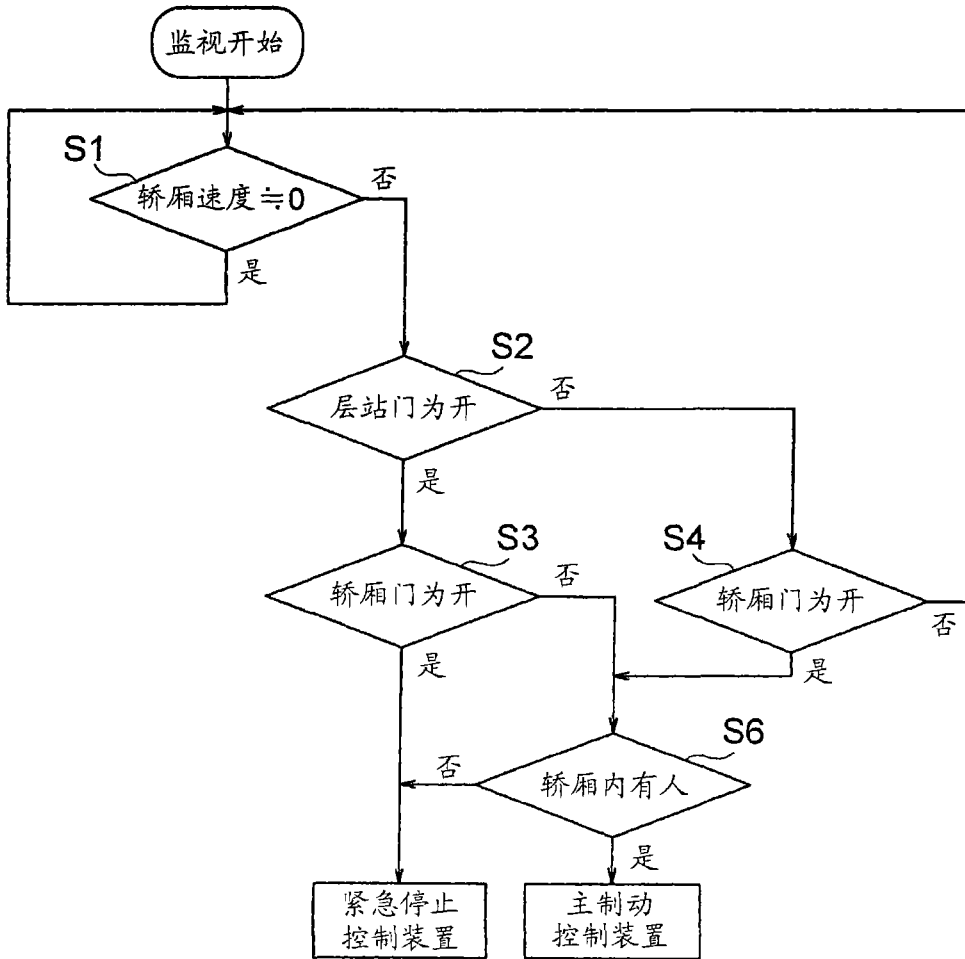 监视开始
S1
轿厢速度≒0
否
是
S2
层站门为开
否
是
S3
轿厢门为开
否
是
S4
轿厢门为开
否
是
S6
轿厢内有人
否
是
紧急停止
控制装置
主制动
控制装置